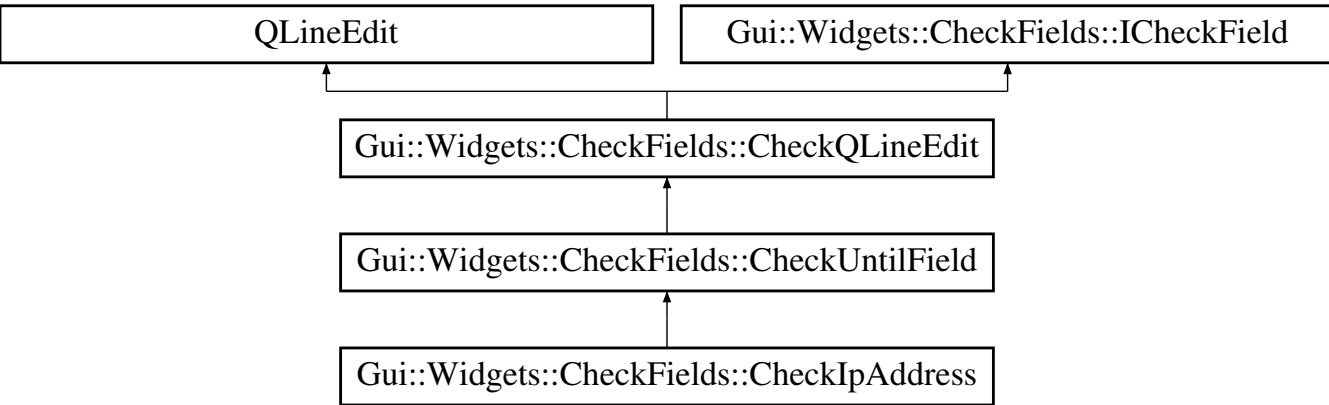 QLineEdit
Gui::Widgets::CheckFields::ICheckField
Gui::Widgets::CheckFields::CheckQLineEdit
Gui::Widgets::CheckFields::CheckUntilField
Gui::Widgets::CheckFields::CheckIpAddress